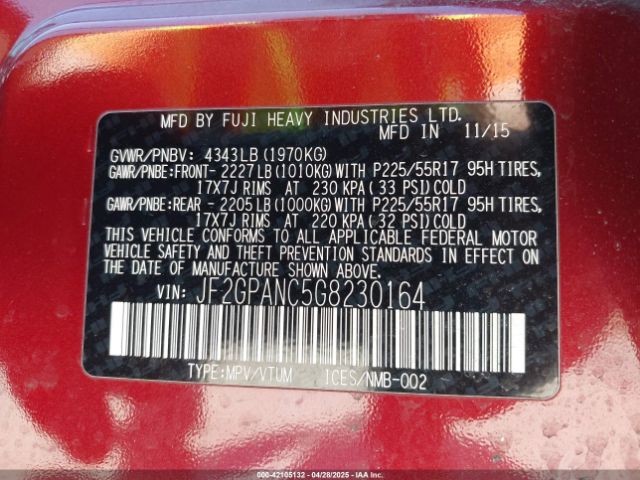 MFD BY FUJI HEAVY INDUSTRIES LTD.
MFD IN 11/15
GVWR/PNBV: 4343LB(1970KG)
GAWR/PNBE:FRONT- 2227LB(1010KG)WITH P225/55R17 95H TIRES,
17X7J RIMS AT 230 KPA(33 PSI)COLD
GAWR/PNBE:REAR - 2205LB(1000KG)WITH P225/55R17 95H TIRES,
17X7J RIMS AT 220 KPA(32 PSI)COLD
THIS VEHICLE CONFORMS TO ALL APPLICABLE FEDERAL MOTOR
VEHICLE SAFETY AND THEFT PREVENTION STANDARDS IN EFFECT ON
THE DATE OF MANUFACTURE SHOWN ABOVE.
VIN: JF2GPANC5G8230164
TYPE:MPV/VTUM ICES/NMB-002
000-42105132 - 04/28/2025 - IAA Inc.